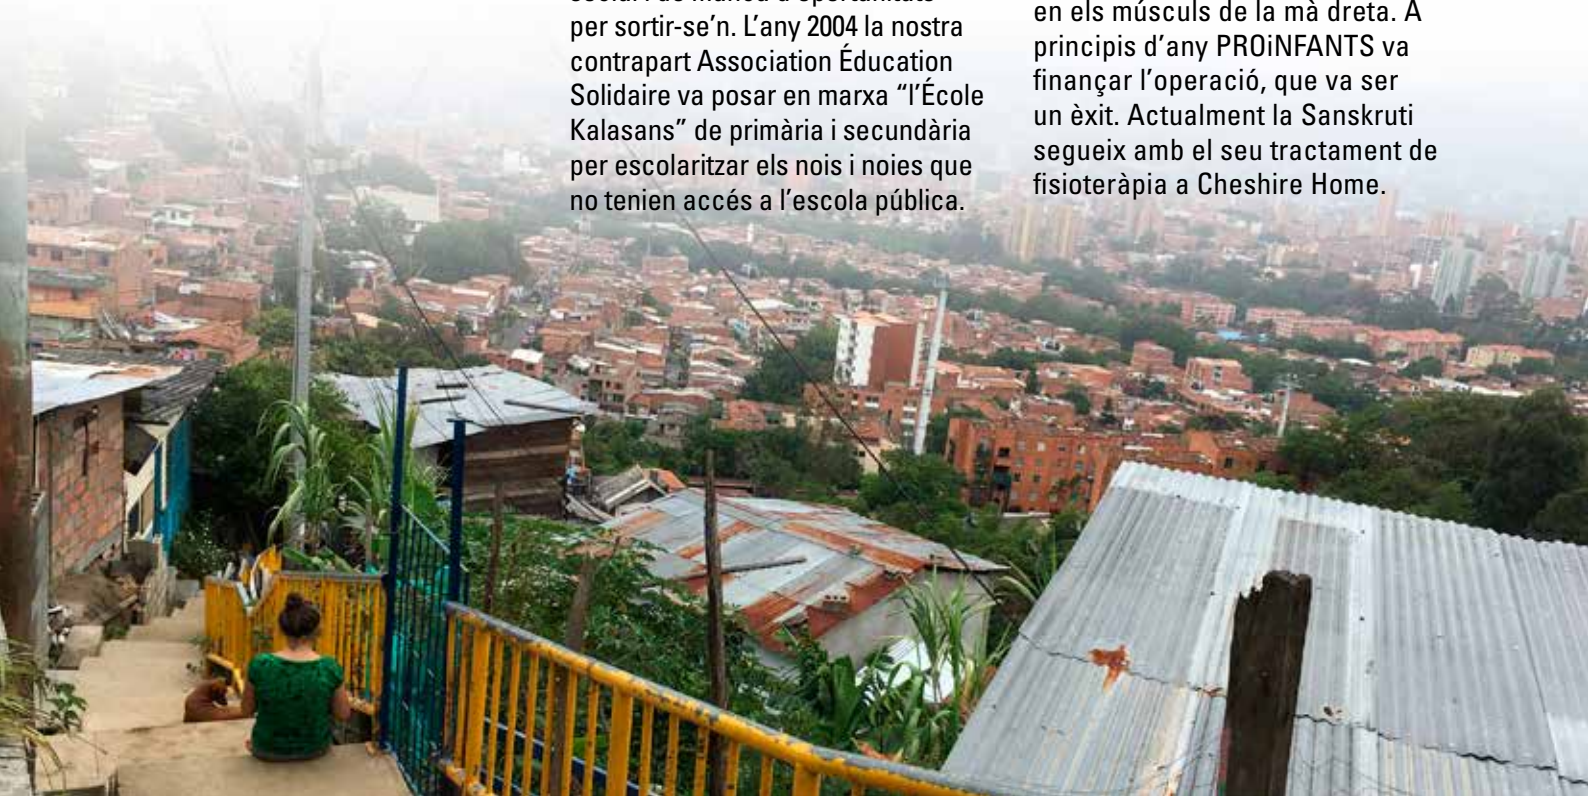 per sortir-se’n. L’any 2004 la nostra
contrapart Association Éducation
Solidaire va posar en marxa “l’École
Kalasans” de primària i secundària
per escolaritzar els nois i noies que
no tenien accés a l’escola pública.
en els músculs de la mà dreta. A
principis d’any PROiNFANTS va
finançar l’operació, que va ser
un èxit. Actualment la Sanskruti
segueix amb el seu tractament de
fisioteràpia a Cheshire Home.